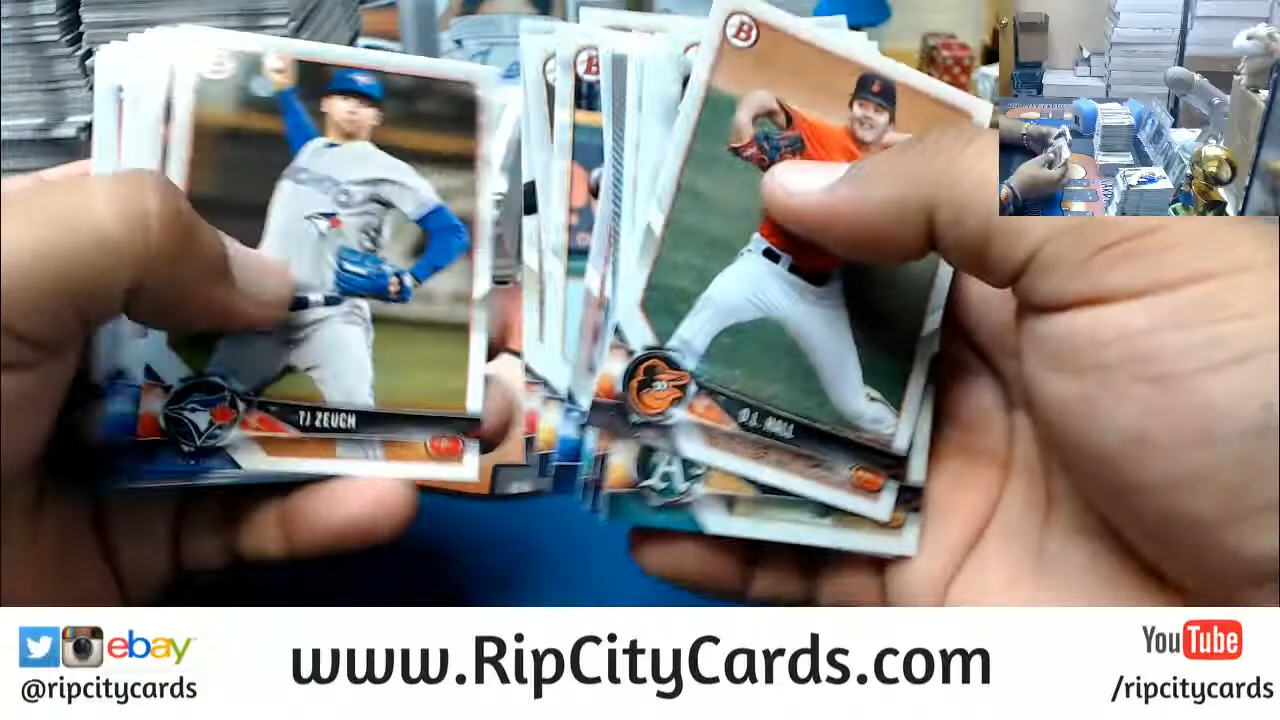 B
B
TJ ZEUCH
D.L. HALL
A
ebay
@ripcitycards
www.RipCityCards.com
YouTube
/ripcitycards